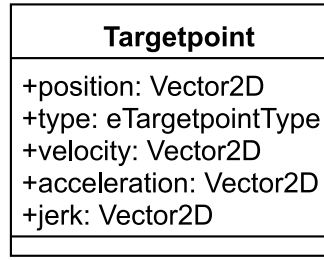 Targetpoint
+position: Vector2D
+type: eTargetpointType
+velocity: Vector2D
+acceleration: Vector2D
+jerk: Vector2D